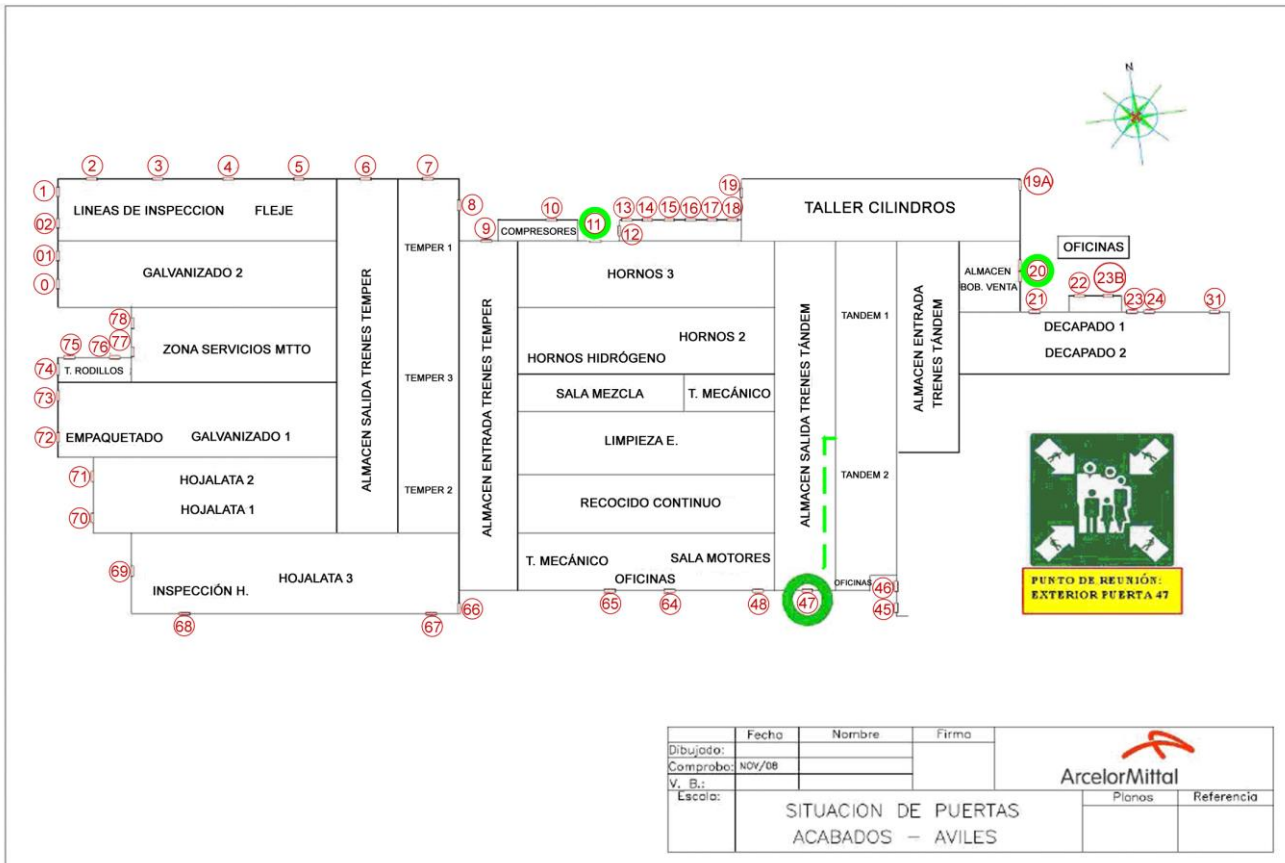 N
2
3
4
5
6
7
1
02
01
0
LINEAS DE INSPECCION FLEJE
GALVANIZADO 2
78
77
76
75
74
73
72
71
70
69
T. RODILLOS
ZONA SERVICIOS MTTO
EMPAQUETADO GALVANIZADO 1
HOJALATA 2
HOJALATA 1
HOJALATA 3
INSPECCIÓN H.
68
67
66
ALMACEN SALIDA TRENES TEMPER
TEMPER 1
TEMPER 3
TEMPER 2
8
9
ALMACEN ENTRADA TRENES TEMPER
10
COMPRESORES
11
12
13
14
15
16
17
18
19
19A
TALLER CILINDROS
HORNOS 3
HORNOS 2
HORNOS HIDRÓGENO
SALA MEZCLA
T. MECÁNICO
LIMPIEZA E.
RECOCIDO CONTINUO
T. MECÁNICO
SALA MOTORES
OFICINAS
65
64
48
47
ALMACEN SALIDA TRENES TÁNDEM
TANDEM 1
TANDEM 2
OFICINAS
46
45
ALMACEN ENTRADA
TRENES TÁNDEM
ALMACEN
BOB. VENTA
20
OFICINAS
21
22
23B
23
24
31
DECAPADO 1
DECAPADO 2
PUNTO DE REUNIÓN:
EXTERIOR PUERTA 47
Fecha Nombre Firma
Dibujado:
Comprobo: NOV/08
V. B.:
Escala:
SITUACION DE PUERTAS
ACABADOS - AVILES
ArcelorMittal
Planos Referencia